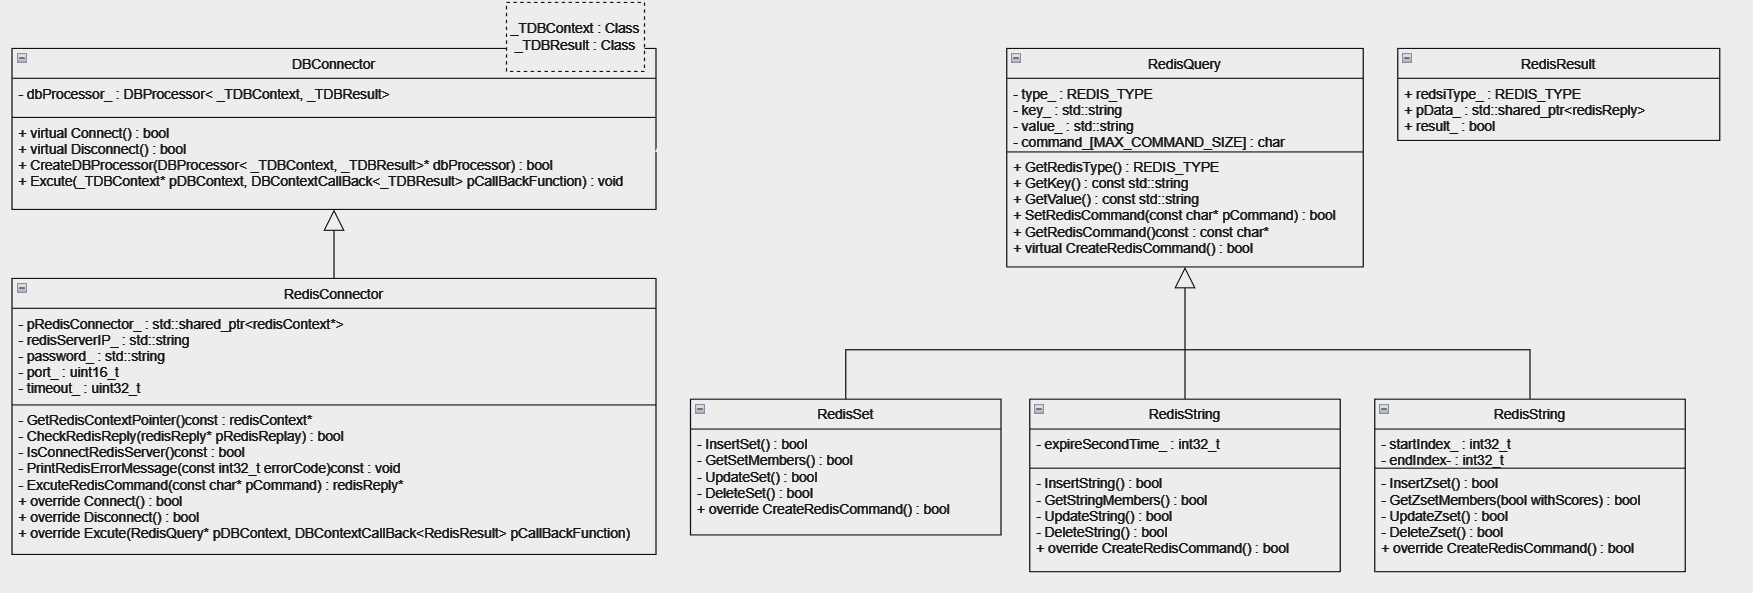 _TDBContext : Class
_TDBResult : Class
DBConnector
- dbProcessor_ : DBProcessor< _TDBContext, _TDBResult>
+ virtual Connect() : bool
+ virtual Disconnect() : bool
+ CreateDBProcessor(DBProcessor< _TDBContext, _TDBResult>* dbProcessor) : bool
+ Excute(_TDBContext* pDBContext, DBContextCallBack<_TDBResult> pCallBackFunction) : void
RedisConnector
- pRedisConnector_ : std::shared_ptr<redisContext*>
- redisServerIP_ : std::string
- password_ : std::string
- port_ : uint16_t
- timeout_ : uint32_t
- GetRedisContextPointer()const : redisContext*
- CheckRedisReply(redisReply* pRedisReplay) : bool
- IsConnectRedisServer()const : bool
- PrintRedisErrorMessage(const int32_t errorCode)const : void
- ExcuteRedisCommand(const char* pCommand) : redisReply*
+ override Connect() : bool
+ override Disconnect() : bool
+ override Excute(RedisQuery* pDBContext, DBContextCallBack<RedisResult> pCallBackFunction)
RedisQuery
- type_ : REDIS_TYPE
- key_ : std::string
- value_ : std::string
- command_[MAX_COMMAND_SIZE] : char
+ GetRedisType() : REDIS_TYPE
+ GetKey() : const std::string
+ GetValue() : const std::string
+ SetRedisCommand(const char* pCommand) : bool
+ GetRedisCommand()const : const char*
+ virtual CreateRedisCommand() : bool
RedisResult
+ redsiType_ : REDIS_TYPE
+ pData_ : std::shared_ptr<redisReply>
+ result_ : bool
RedisSet
- InsertSet() : bool
- GetSetMembers() : bool
- UpdateSet() : bool
- DeleteSet() : bool
+ override CreateRedisCommand() : bool
RedisString
- expireSecondTime_ : int32_t
- InsertString() : bool
- GetStringMembers() : bool
- UpdateString() : bool
- DeleteString() : bool
+ override CreateRedisCommand() : bool
RedisString
- startIndex_ : int32_t
- endIndex- : int32_t
- InsertZset() : bool
- GetZsetMembers(bool withScores) : bool
- UpdateZset() : bool
- DeleteZset() : bool
+ override CreateRedisCommand() : bool